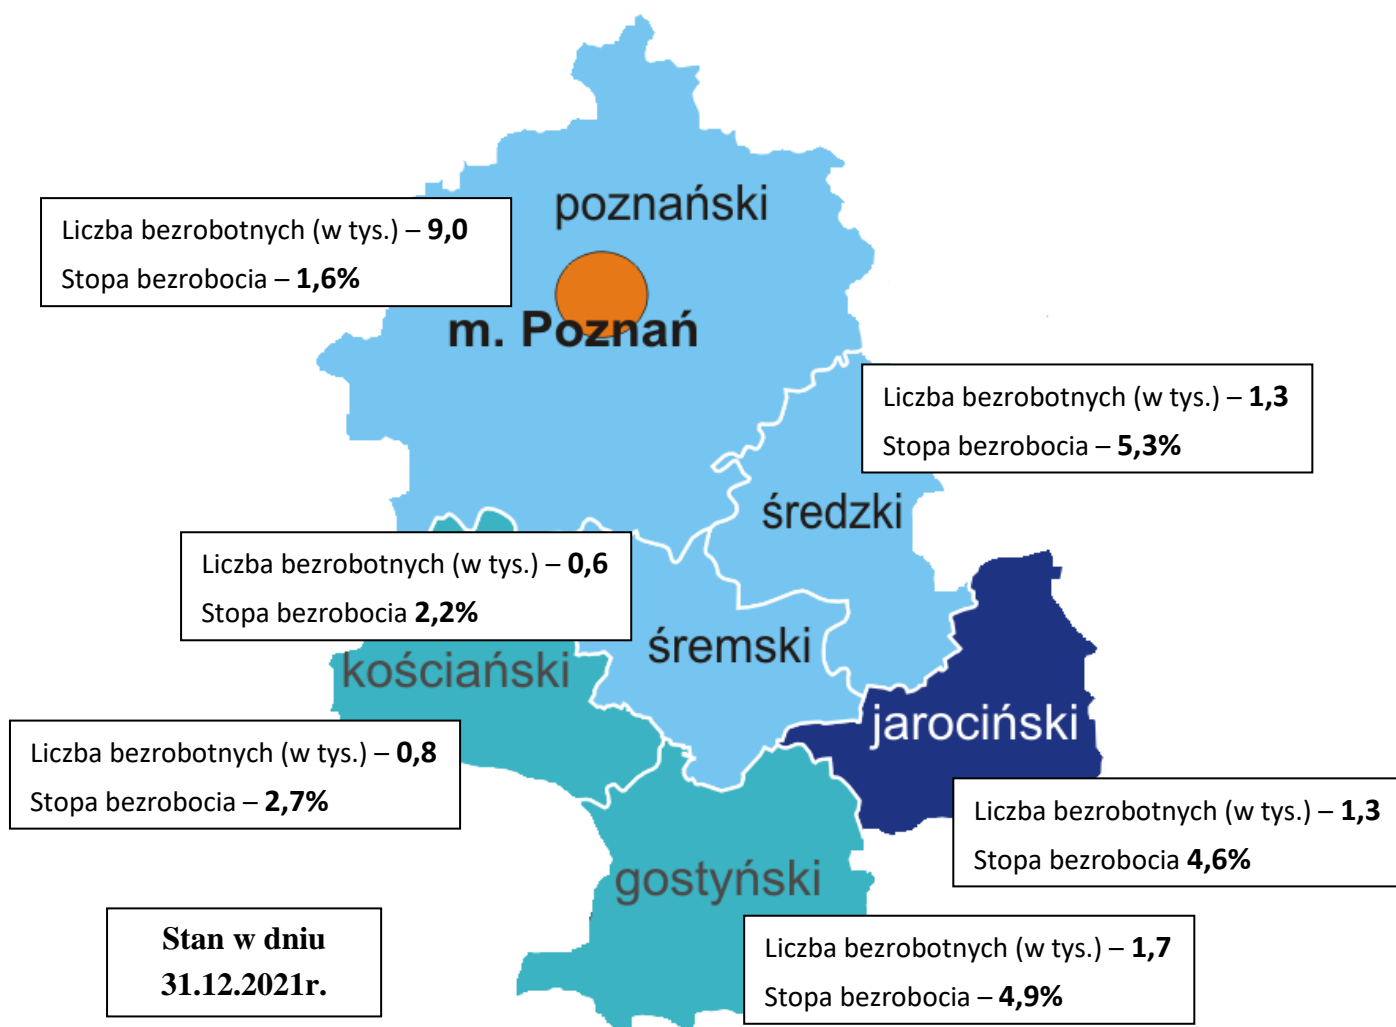 poznański
Liczba bezrobotnych (w tys.) – 9,0
Stopa bezrobocia – 1,6%
m. Poznań
Liczba bezrobotnych (w tys.) – 1,3
Stopa bezrobocia – 5,3%
średzki
Liczba bezrobotnych (w tys.) – 0,6
Stopa bezrobocia 2,2%
śremski
kościański
jarociński
Liczba bezrobotnych (w tys.) – 0,8
Stopa bezrobocia – 2,7%
Liczba bezrobotnych (w tys.) – 1,3
Stopa bezrobocia 4,6%
gostyński
Stan w dniu
31.12.2021r.
Liczba bezrobotnych (w tys.) – 1,7
Stopa bezrobocia – 4,9%